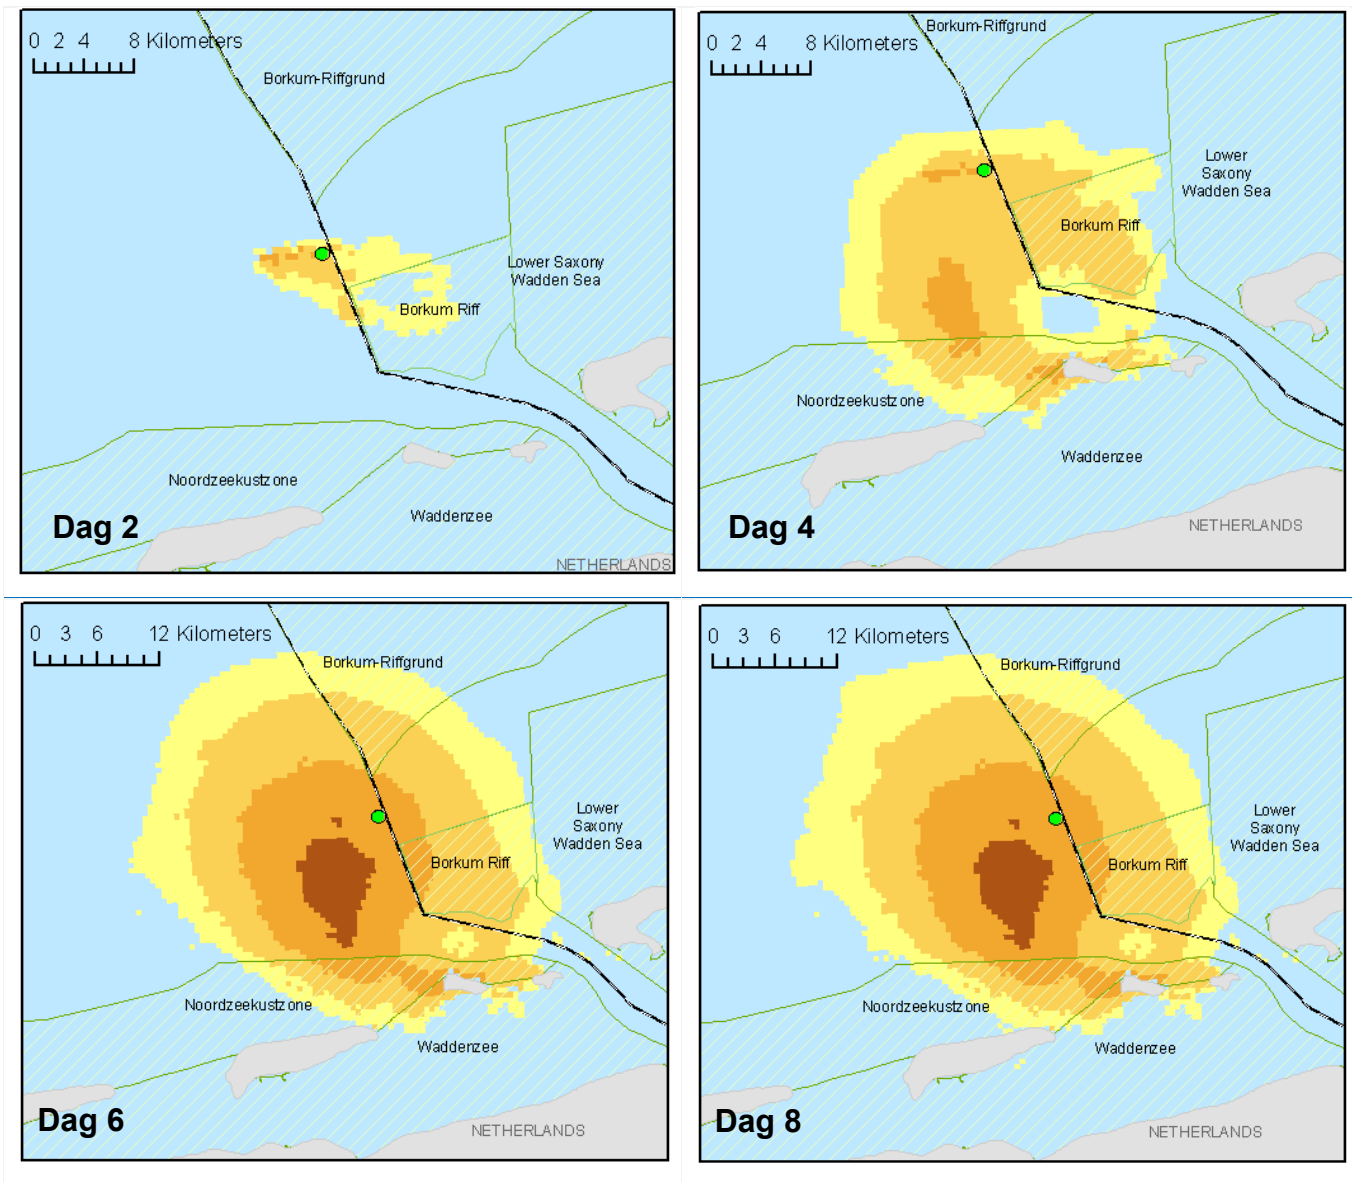 0 2 4 8 Kilometers
Borkum-Riffgrund
Lower Saxony
Wadden Sea
Borkum Riff
Noordzeekustzone
Waddenzee
Dag 2
NETHERLANDS
Borkum-Riffgrund
0 2 4 8 Kilometers
Lower
Saxony
Wadden Sea
Borkum Riff
Noordzeekustzone
Waddenzee
Dag 4
NETHERLANDS
0 3 6 12 Kilometers
Borkum-Riffgrund
Lower
Saxony
Wadden Sea
Borkum Riff
Noordzeekustzone
Waddenzee
Dag 6
NETHERLANDS
0 3 6 12 Kilometers
Borkum-Riffgrund
Lower
Saxony
Wadden Sea
Borkum Riff
Noordzeekustzone
Waddenzee
Dag 8
NETHERLANDS